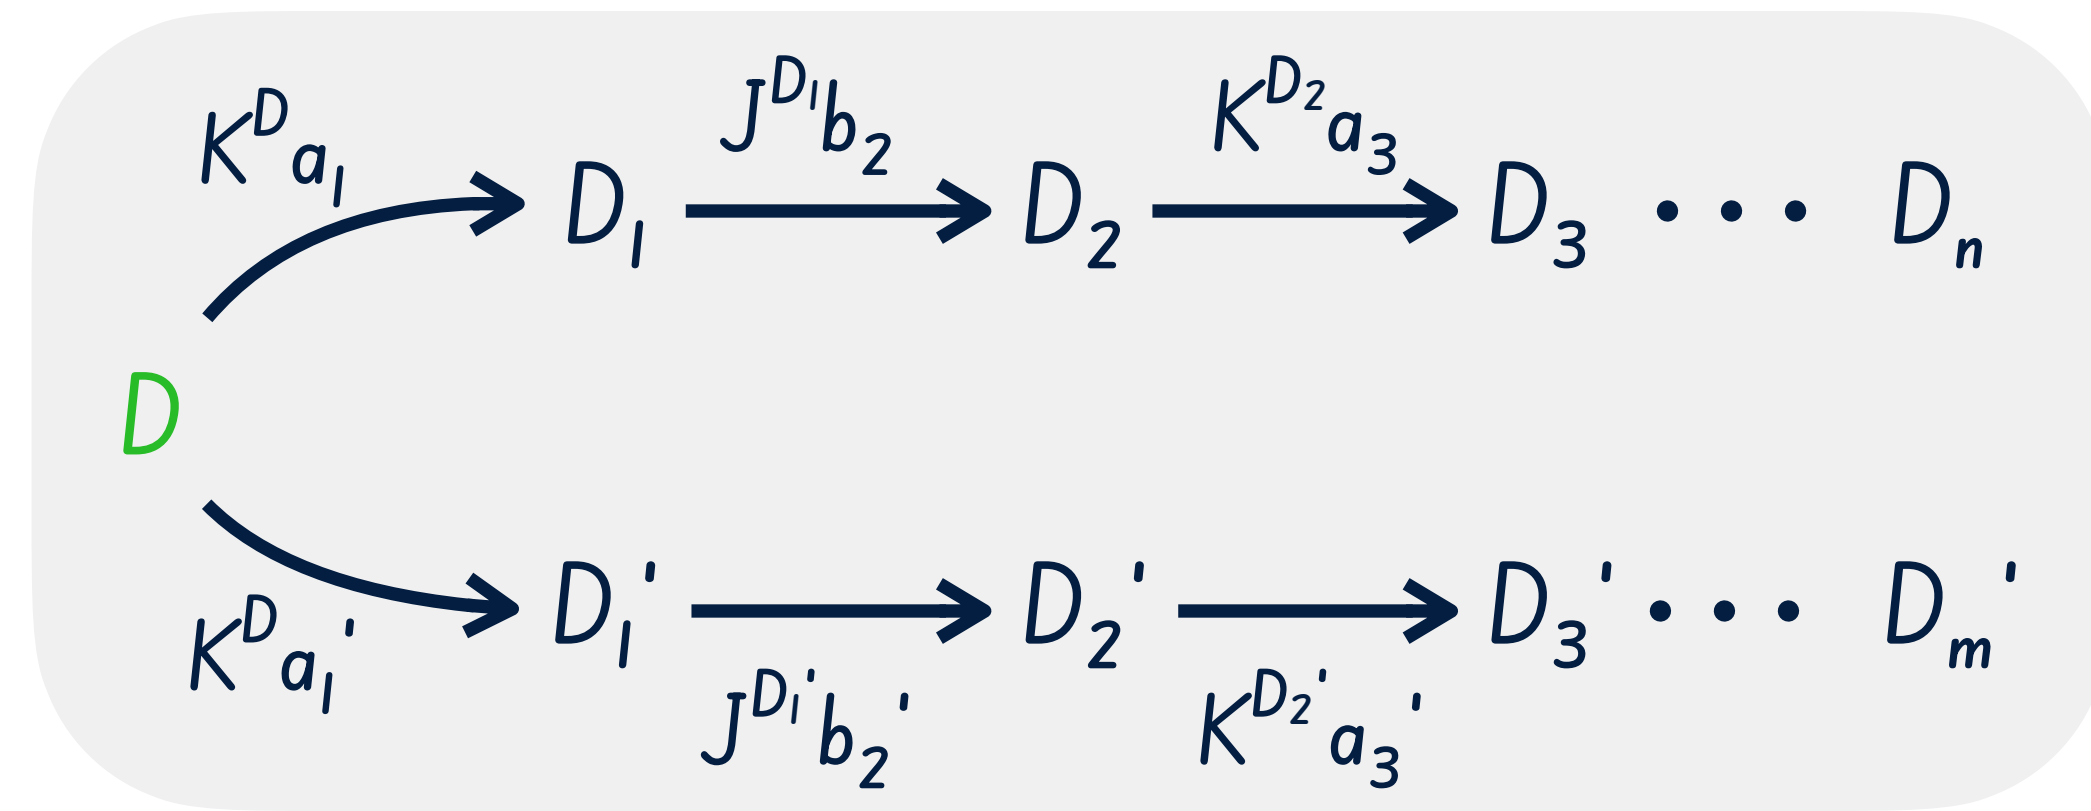 K^D a_1 J^{D_1} b_2 K^{D_2} a_3
D_1 D_2 D_3 ... D_n
D
D_1' D_2' D_3' ... D_m'
K^D a_1' J^{D_1'} b_2' K^{D_2'} a_3'